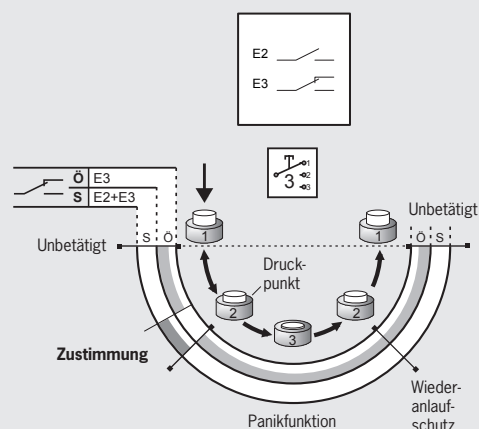 E2
E3
1
2
3
3
Ö E3
S E2+E3
Unbetätigt
S Ö
1
1
Unbetätigt
Ö S
Druck-
punkt
2
2
3
Zustimmung
Panikfunktion
Wieder-
anlauf-
schutz